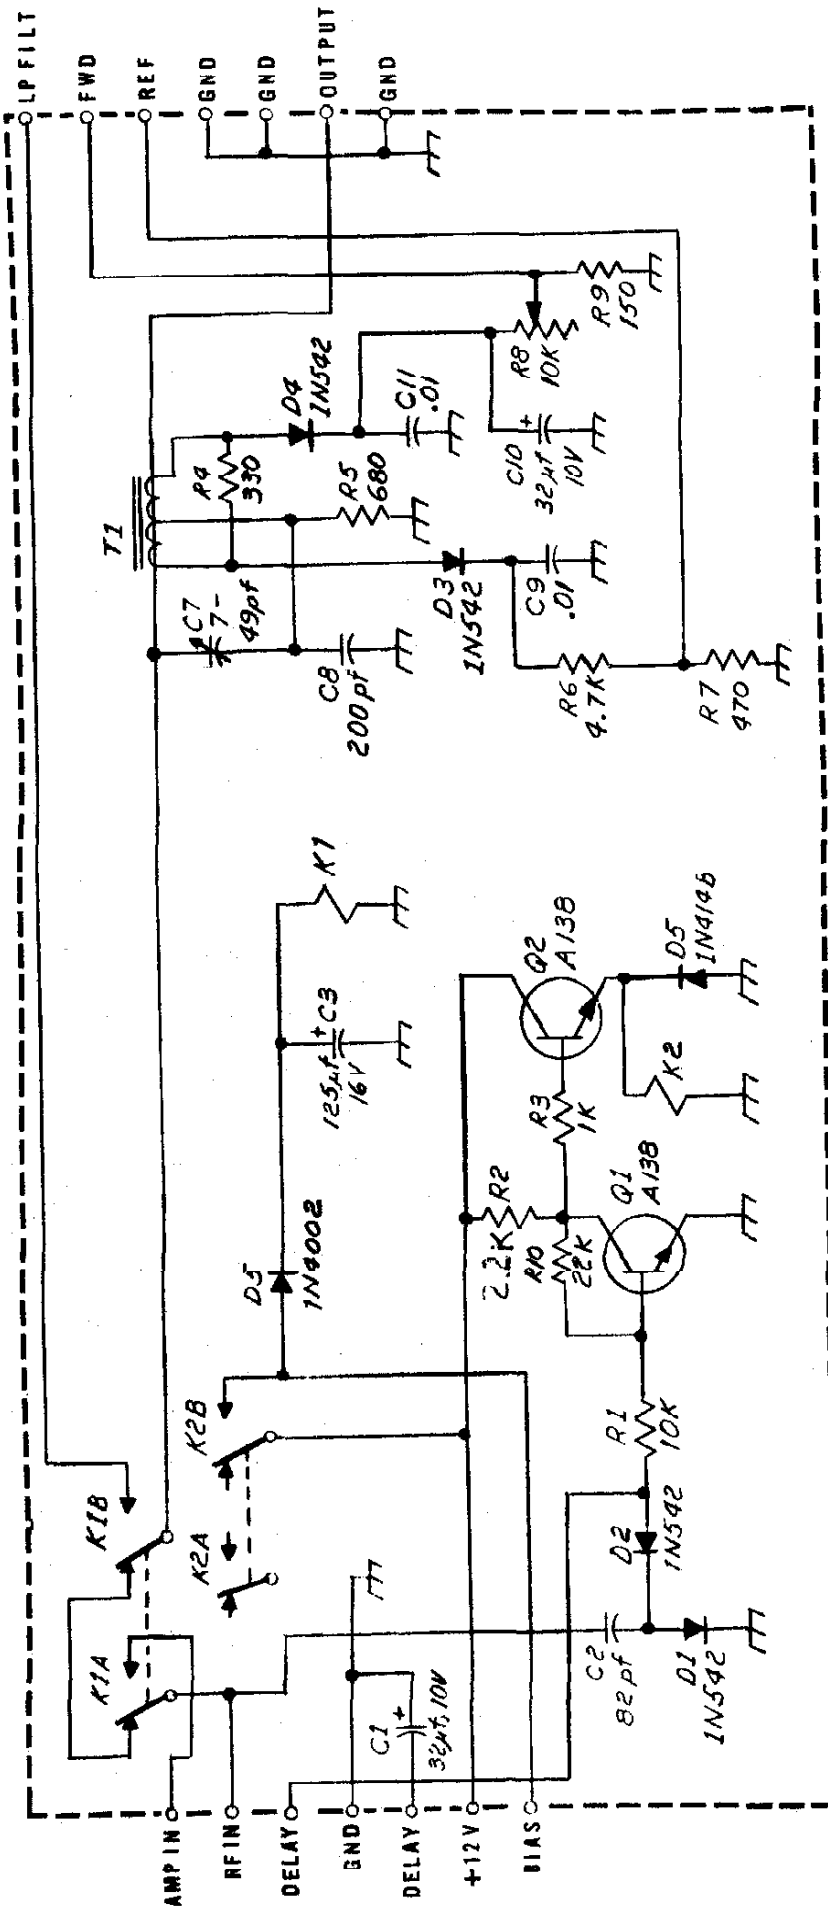 LP FILT
FWD
REF
GND
GND
OUTPUT
GND
T1
R4
330
D4
1N542
C11
.01
R5
680
R8
10K
R9
150
C10
+
32µf
10V
C7
7-
49pf
C8
200pf
D3
1N542
C9
.01
R6
4.7K
R7
470
K1
+
C3
125µf
16V
D5
1N4002
Q2
A138
D5
1N4148
K2
R3
1K
R2
2.2K
R10
22K
Q1
A138
R1
10K
D2
1N542
C2
82pf
D1
1N542
K1B
K1A
K2B
K2A
C1
+
32µf, 10V
AMP IN
RF IN
DELAY
GND
DELAY
+12V
BIAS